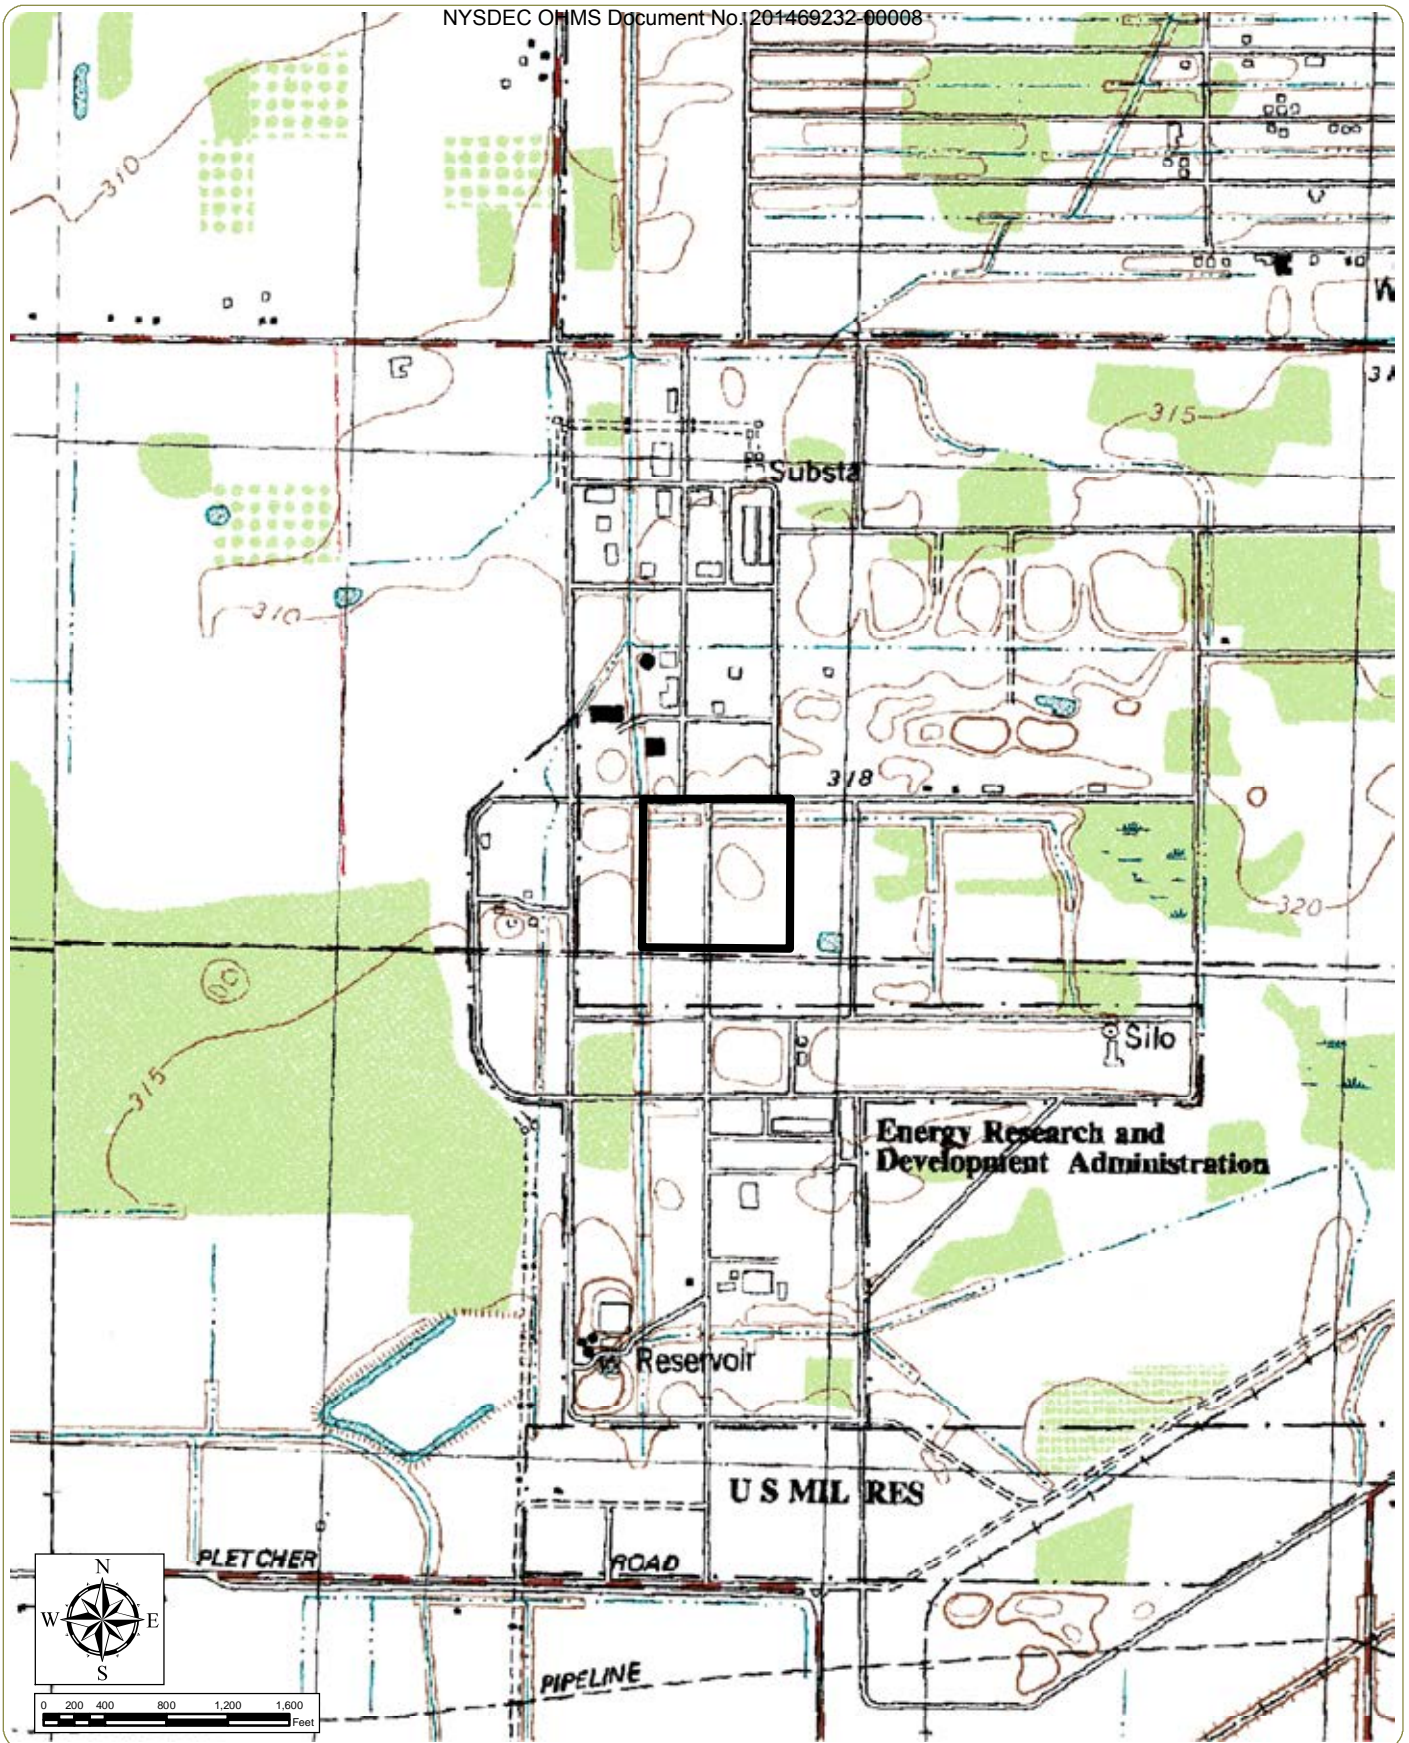 NYSDEC OHMS Document No. 201469232-00008
310
315
Substa
310
318
320
315
Silo
Energy Research and
Development Administration
Reservoir
U S MIL RES
PLETCHER ROAD
PIPELINE
N
W E
S
0 200 400 800 1,200 1,600
Feet